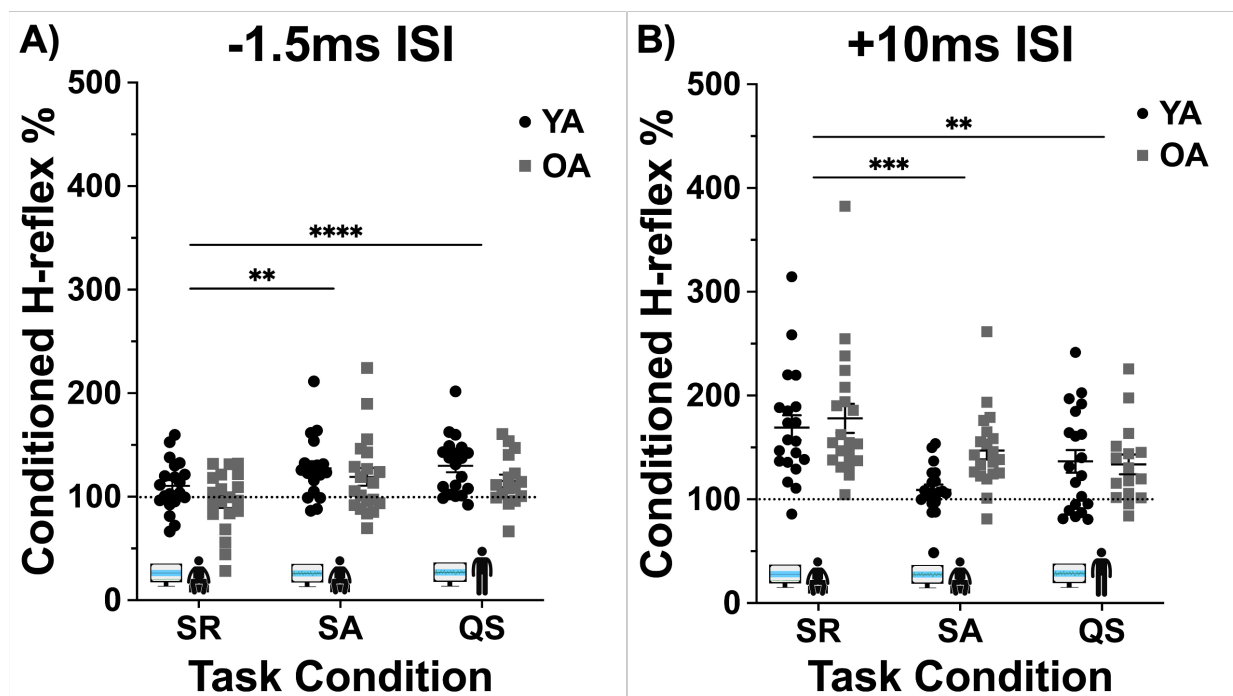 A)
-1.5ms ISI
Conditioned H-reflex %
500
400
300
200
100
0
YA
OA
****
**
SR SA QS
Task Condition
B)
+10ms ISI
Conditioned H-reflex %
500
400
300
200
100
0
YA
OA
**
***
SR SA QS
Task Condition